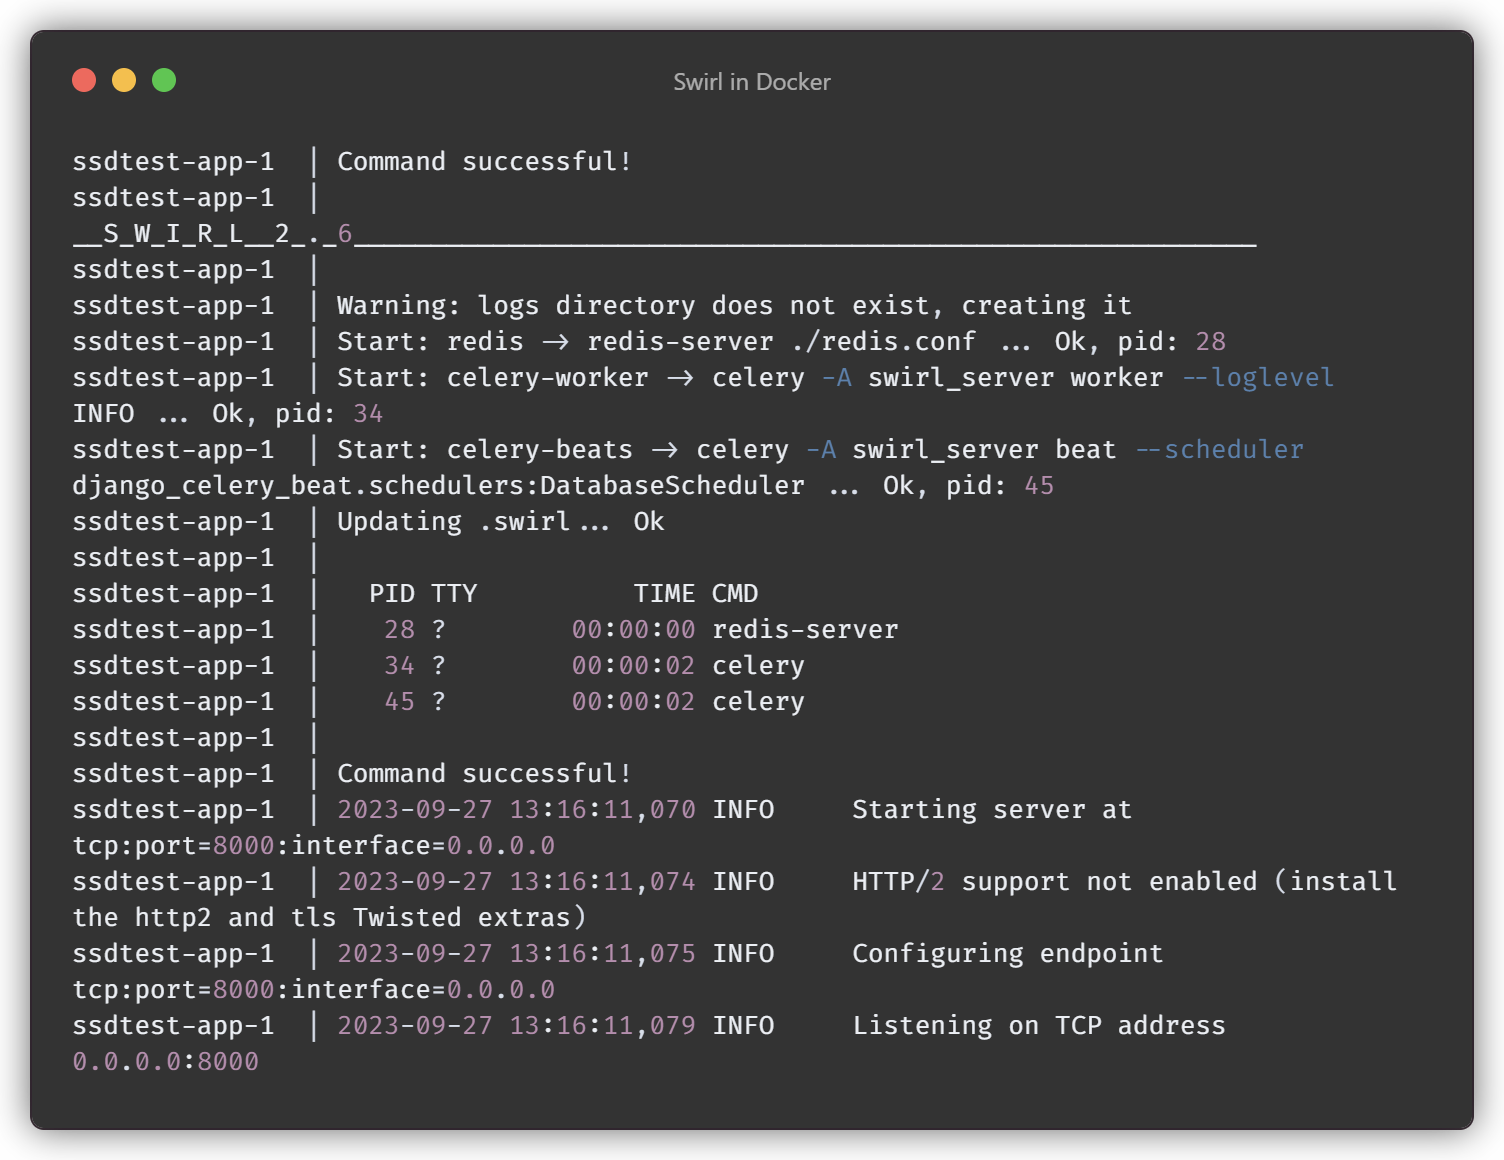 Swirl in Docker
ssdtest-app-1  | Command successful!
ssdtest-app-1  |
__S_W_I_R_L__2_._6__________________________________________________________
ssdtest-app-1  |
ssdtest-app-1  | Warning: logs directory does not exist, creating it
ssdtest-app-1  | Start: redis -> redis-server ./redis.conf ... Ok, pid: 28
ssdtest-app-1  | Start: celery-worker -> celery -A swirl_server worker --loglevel
INFO ... Ok, pid: 34
ssdtest-app-1  | Start: celery-beats -> celery -A swirl_server beat --scheduler
django_celery_beat.schedulers:DatabaseScheduler ... Ok, pid: 45
ssdtest-app-1  | Updating .swirl... Ok
ssdtest-app-1  |
ssdtest-app-1  |   PID TTY          TIME CMD
ssdtest-app-1  |    28 ?        00:00:00 redis-server
ssdtest-app-1  |    34 ?        00:00:02 celery
ssdtest-app-1  |    45 ?        00:00:02 celery
ssdtest-app-1  |
ssdtest-app-1  | Command successful!
ssdtest-app-1  | 2023-09-27 13:16:11,070 INFO     Starting server at
tcp:port=8000:interface=0.0.0.0
ssdtest-app-1  | 2023-09-27 13:16:11,074 INFO     HTTP/2 support not enabled (install
the http2 and tls Twisted extras)
ssdtest-app-1  | 2023-09-27 13:16:11,075 INFO     Configuring endpoint
tcp:port=8000:interface=0.0.0.0
ssdtest-app-1  | 2023-09-27 13:16:11,079 INFO     Listening on TCP address
0.0.0.0:8000